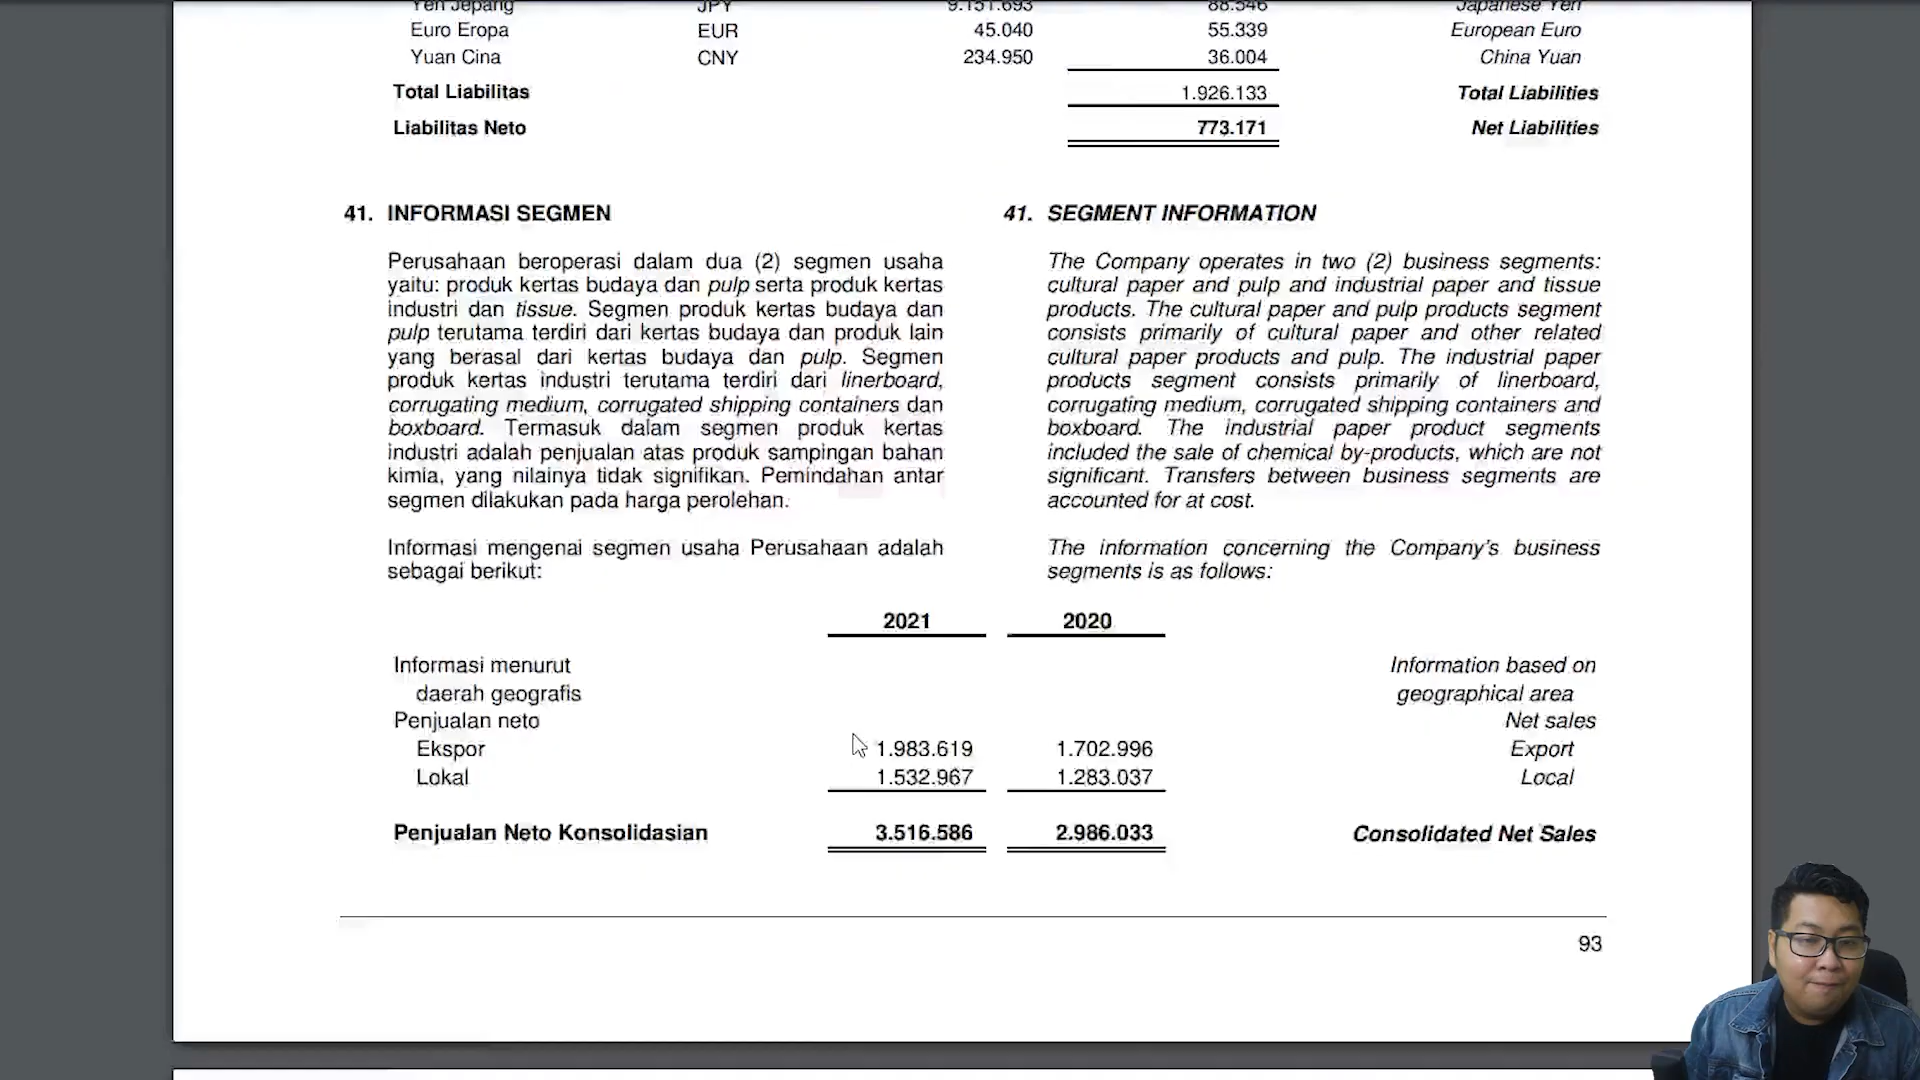 Yen Jepang JPY 9.151.693 88.546 Japanese Yen
Euro Eropa EUR 45.040 55.339 European Euro
Yuan Cina CNY 234.950 36.004 China Yuan
Total Liabilitas 1.926.133 Total Liabilities
Liabilitas Neto 773.171 Net Liabilities
41. INFORMASI SEGMEN
Perusahaan beroperasi dalam dua (2) segmen usaha
yaitu: produk kertas budaya dan pulp serta produk kertas
industri dan tissue. Segmen produk kertas budaya dan
pulp terutama terdiri dari kertas budaya dan produk lain
yang berasal dari kertas budaya dan pulp. Segmen
produk kertas industri terutama terdiri dari linerboard,
corrugating medium, corrugated shipping containers dan
boxboard. Termasuk dalam segmen produk kertas
industri adalah penjualan atas produk sampingan bahan
kimia, yang nilainya tidak signifikan. Pemindahan antar
segmen dilakukan pada harga perolehan.
Informasi mengenai segmen usaha Perusahaan adalah
sebagai berikut:
41. SEGMENT INFORMATION
The Company operates in two (2) business segments:
cultural paper and pulp and industrial paper and tissue
products. The cultural paper and pulp products segment
consists primarily of cultural paper and other related
cultural paper products and pulp. The industrial paper
products segment consists primarily of linerboard,
corrugating medium, corrugated shipping containers and
boxboard. The industrial paper product segments
included the sale of chemical by-products, which are not
significant. Transfers between business segments are
accounted for at cost.
The information concerning the Company's business
segments is as follows:
2021 2020
Informasi menurut Information based on
daerah geografis geographical area
Penjualan neto Net sales
Ekspor 1.983.619 1.702.996 Export
Lokal 1.532.967 1.283.037 Local
Penjualan Neto Konsolidasian 3.516.586 2.986.033 Consolidated Net Sales
93